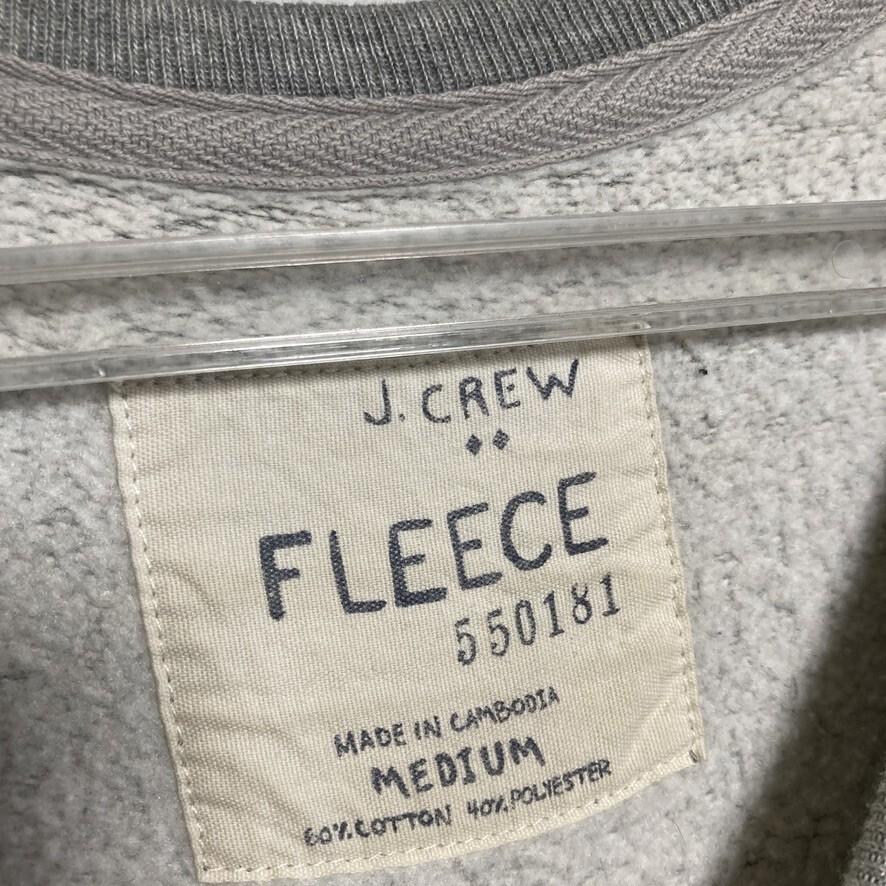 J. CREW
FLEECE
550181
MADE IN CAMBODIA
MEDIUM
60% COTTON 40% POLYESTER